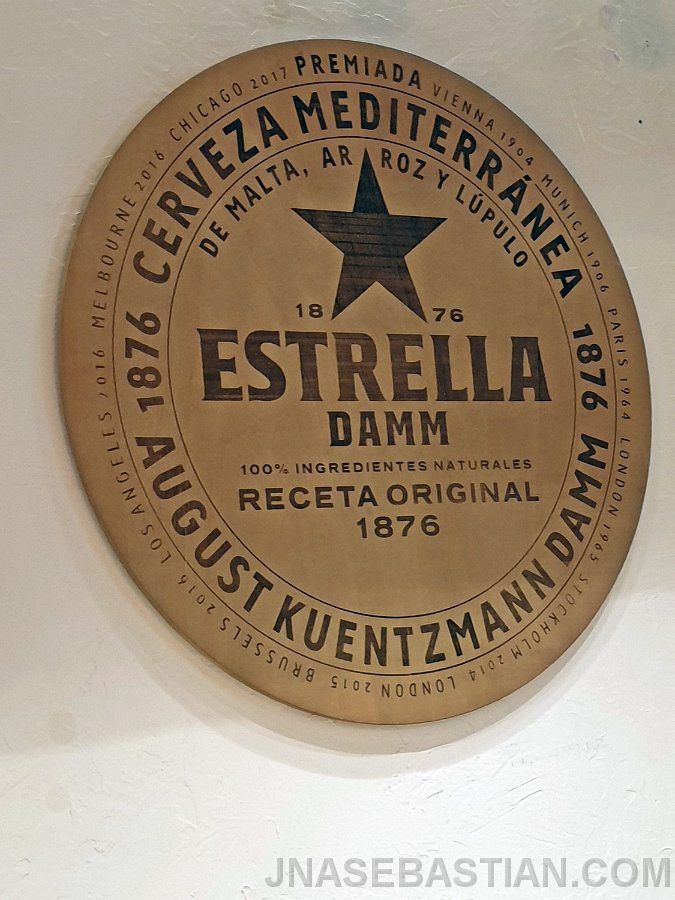 PREMIADA VIENNA 1904 MUNICH 1906 PARIS 1964 LONDON 1965 STOCKHOLM 2014 LONDON 2015 BRUSSELS 2016 LOS ANGELES 2016 MELBOURNE 2016 CHICAGO 2017
CERVEZA MEDITERRÁNEA 1876 DAMM KUENTZMANN AUGUST 1876
DE MALTA, ARROZ Y LÚPULO
1876
ESTRELLA
DAMM
100% INGREDIENTES NATURALES
RECETA ORIGINAL
1876
JNASEBASTIAN.COM